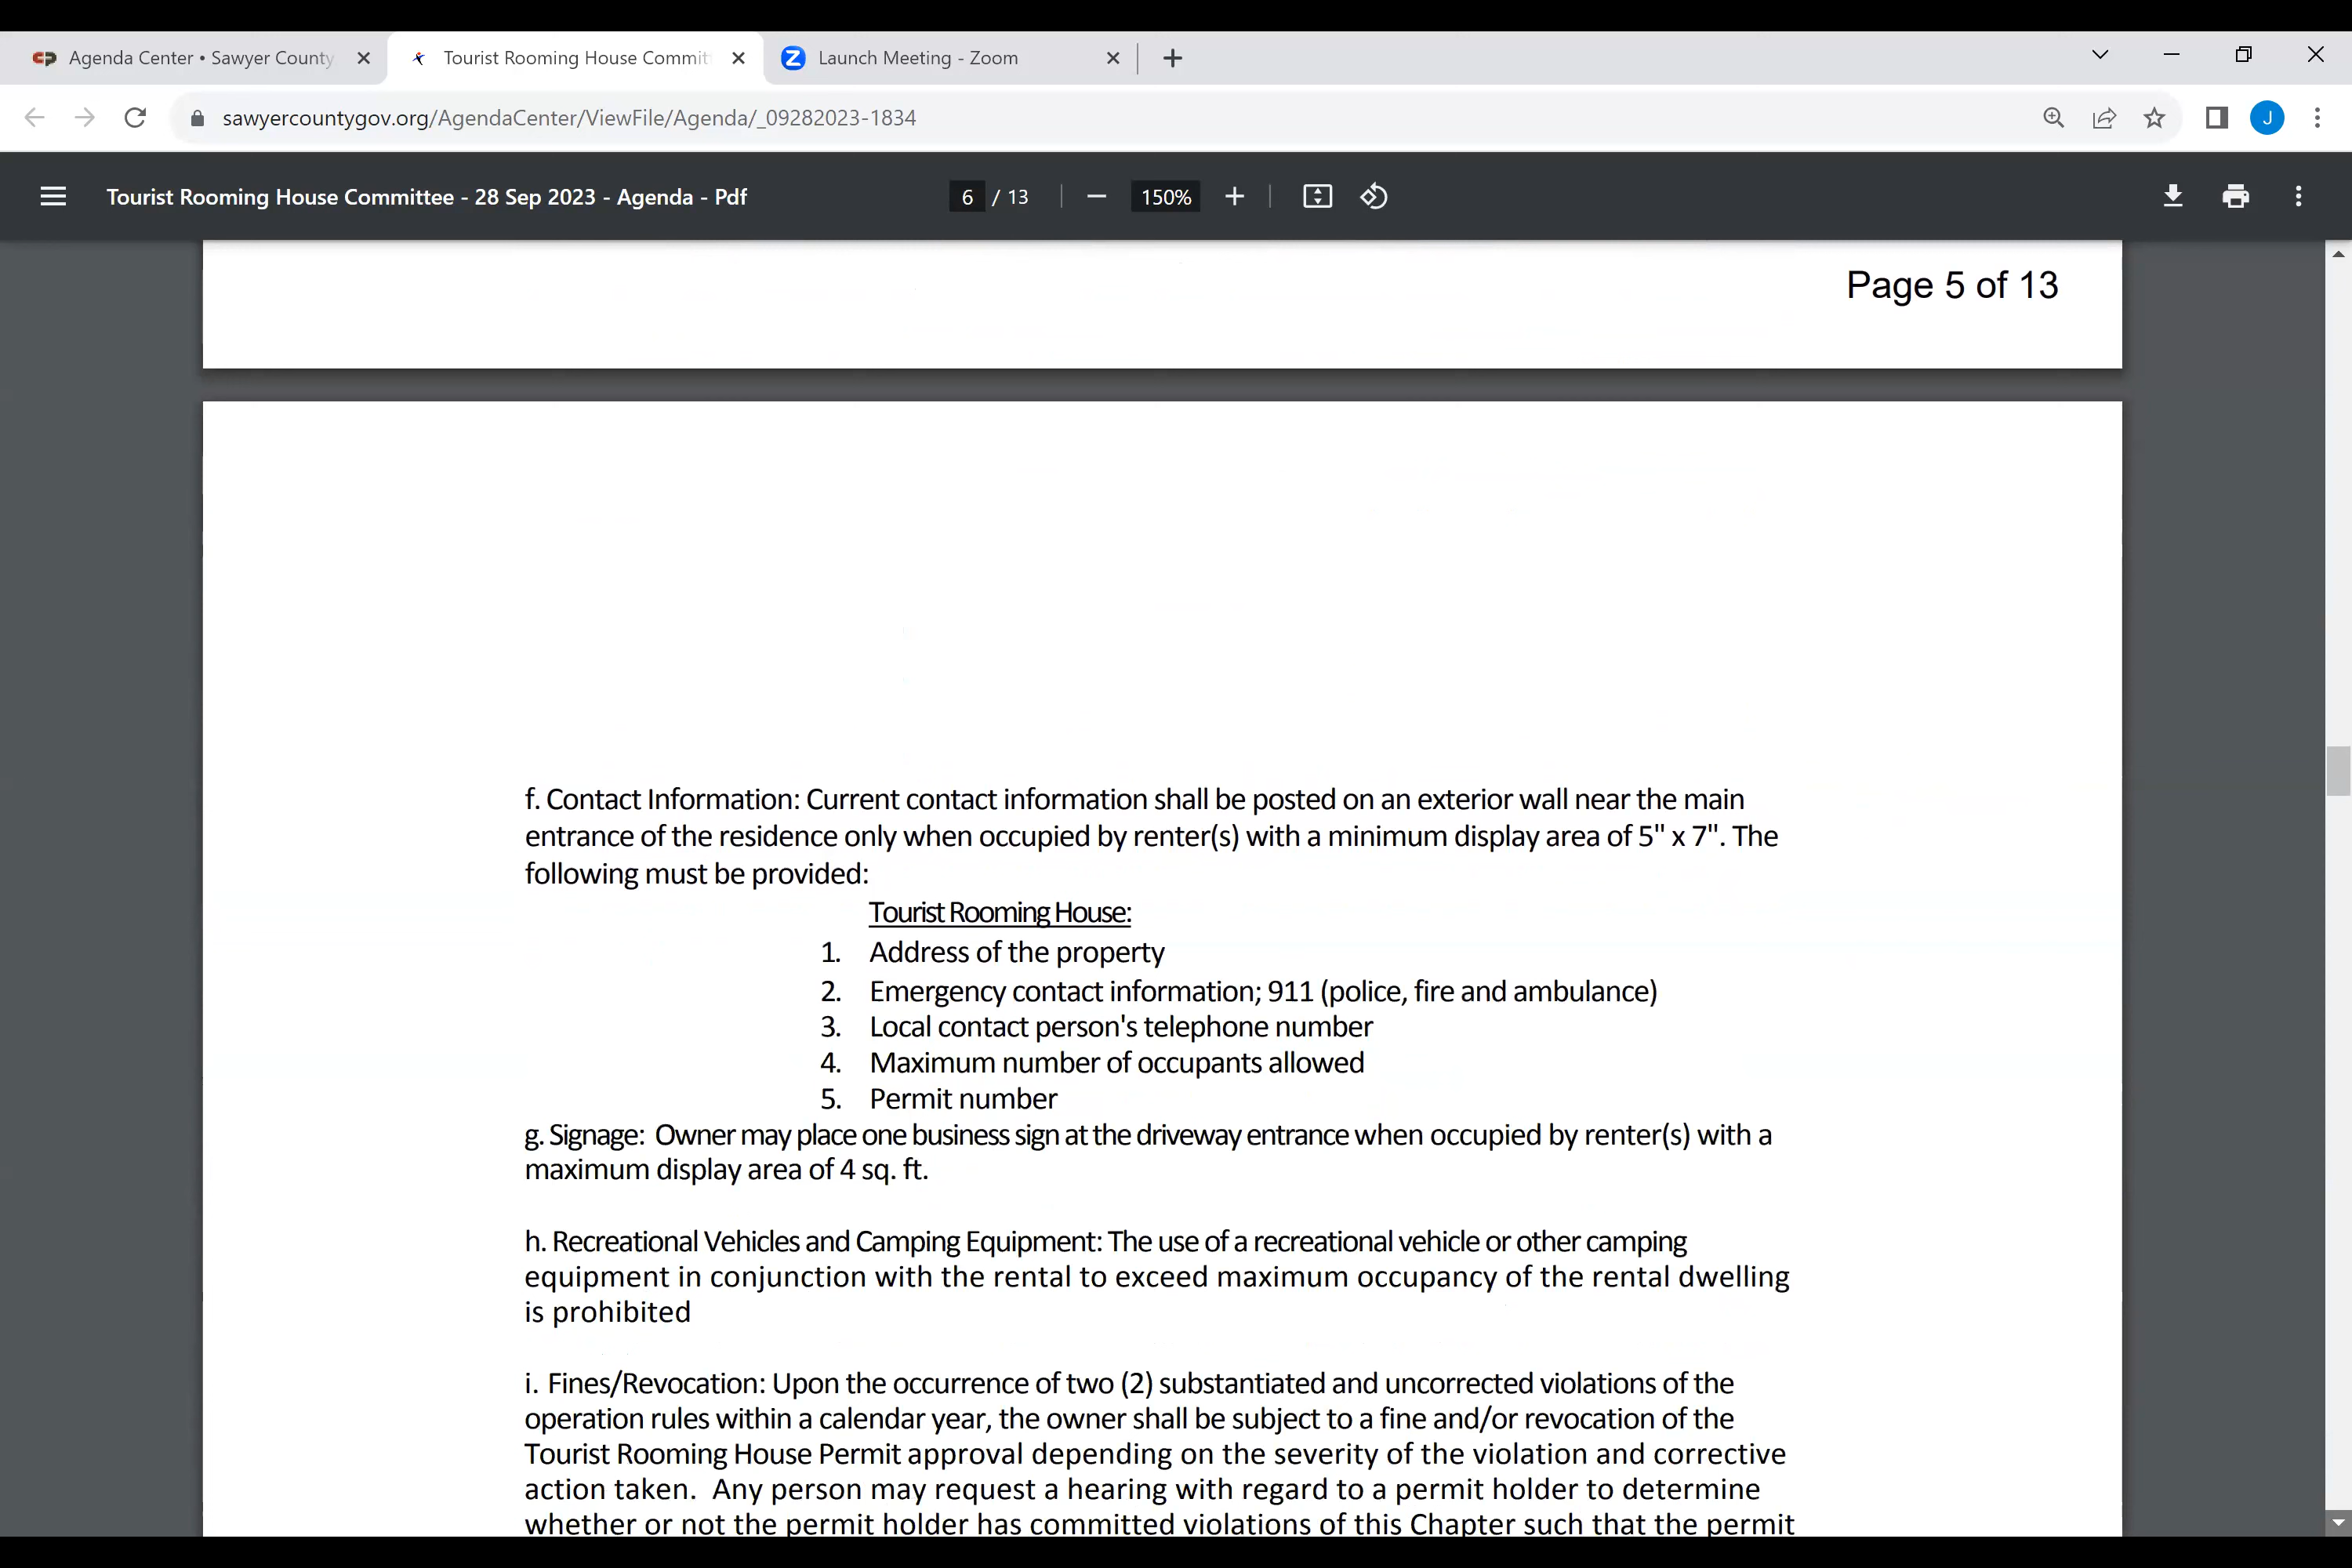 Agenda Center • Sawyer County
Tourist Rooming House Commit
Launch Meeting - Zoom
sawyercountygov.org/AgendaCenter/ViewFile/Agenda/_09282023-1834
J
Tourist Rooming House Committee - 28 Sep 2023 - Agenda - Pdf
6 / 13
150%
Page 5 of 13
f. Contact Information: Current contact information shall be posted on an exterior wall near the main
entrance of the residence only when occupied by renter(s) with a minimum display area of 5" x 7". The
following must be provided:
Tourist Rooming House:
1. Address of the property
2. Emergency contact information; 911 (police, fire and ambulance)
3. Local contact person's telephone number
4. Maximum number of occupants allowed
5. Permit number
g. Signage: Owner may place one business sign at the driveway entrance when occupied by renter(s) with a
maximum display area of 4 sq. ft.
h. Recreational Vehicles and Camping Equipment: The use of a recreational vehicle or other camping
equipment in conjunction with the rental to exceed maximum occupancy of the rental dwelling
is prohibited
i. Fines/Revocation: Upon the occurrence of two (2) substantiated and uncorrected violations of the
operation rules within a calendar year, the owner shall be subject to a fine and/or revocation of the
Tourist Rooming House Permit approval depending on the severity of the violation and corrective
action taken. Any person may request a hearing with regard to a permit holder to determine
whether or not the permit holder has committed violations of this Chapter such that the permit